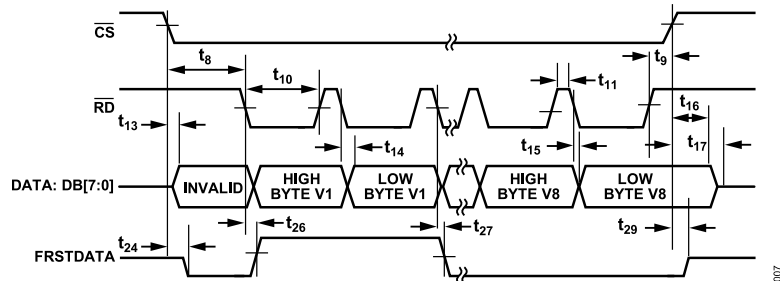 CS
t8
t9
t10
t11
RD
t16
t13
t14
t15
t17
DATA: DB[7:0]
INVALID
HIGH
BYTE V1
LOW
BYTE V1
HIGH
BYTE V8
LOW
BYTE V8
t24
t26
t27
t29
FRSTDATA
007